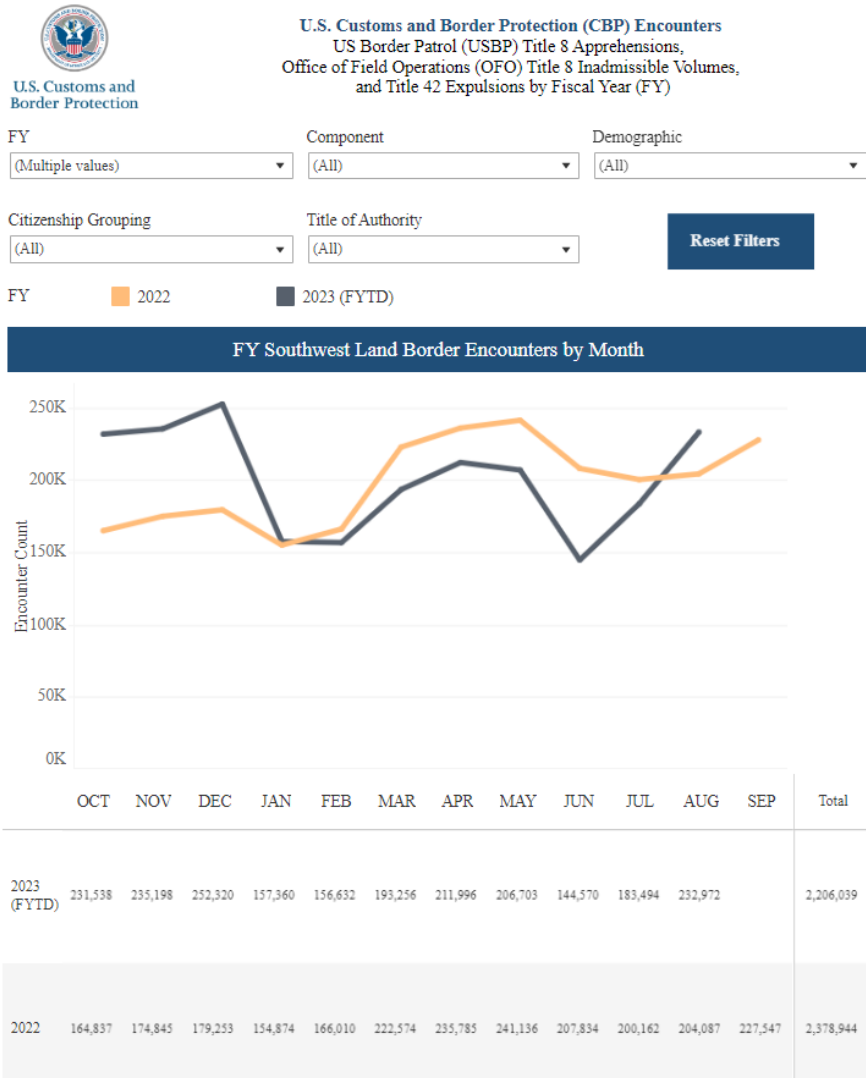 U.S. Customs and Border Protection (CBP) Encounters
US Border Patrol (USBP) Title 8 Apprehensions,
Office of Field Operations (OFO) Title 8 Inadmissible Volumes,
and Title 42 Expulsions by Fiscal Year (FY)
U.S. Customs and
Border Protection
FY Component Demographic
(Multiple values) (All) (All)
Citizenship Grouping Title of Authority
(All) (All)
Reset Filters
FY 2022 2023 (FYTD)
FY Southwest Land Border Encounters by Month
Encounter Count
250K
200K
150K
100K
50K
0K
OCT NOV DEC JAN FEB MAR APR MAY JUN JUL AUG SEP Total
2023
(FYTD) 231,538 235,198 252,320 157,360 156,632 193,256 211,996 206,703 144,570 183,494 232,972 2,206,039
2022 164,837 174,845 179,253 154,874 166,010 222,574 235,785 241,136 207,834 200,162 204,087 227,547 2,378,944